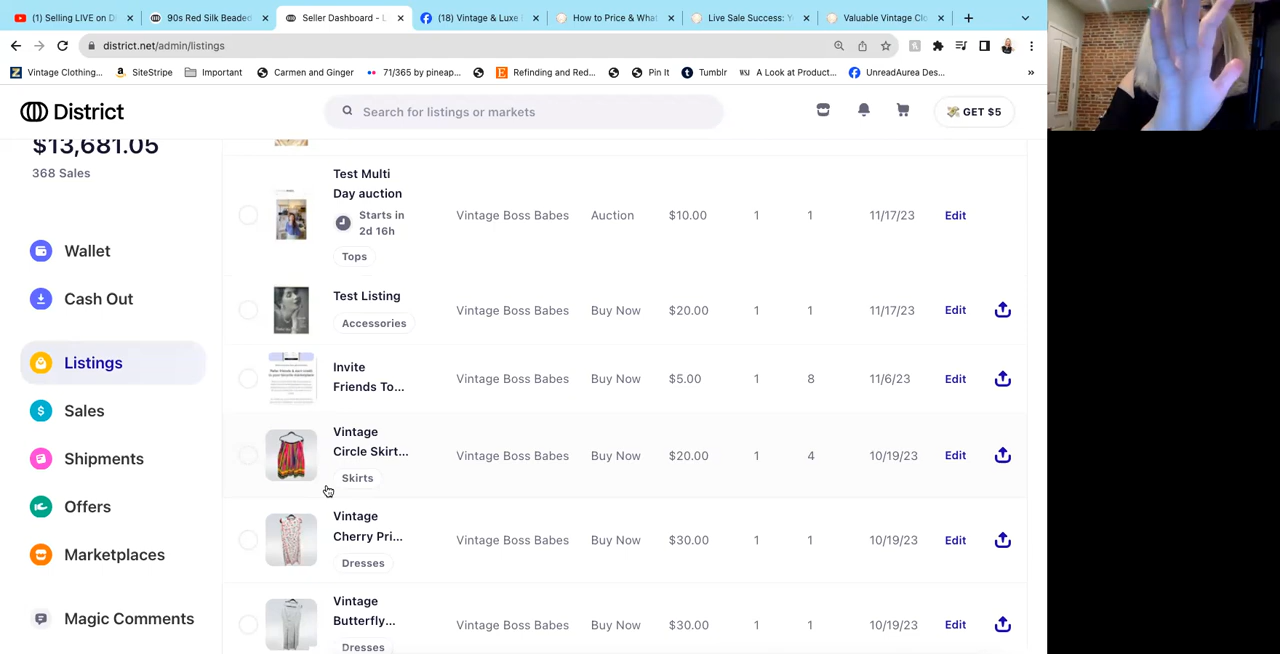 (1) Selling LIVE on Di
90s Red Silk Beaded
Seller Dashboard - L
(18) Vintage & Luxe
How to Price & What
Live Sale Success: Y
Valuable Vintage Clo
district.net/admin/listings
Vintage Clothing...
SiteStripe
Important
Carmen and Ginger
71/365 by pineap...
Refinding and Red...
Pin It
Tumblr
WU A Look at Product...
UnreadAurea Des...
»
District
Search for listings or markets
GET $5
$13,681.05
368 Sales
Wallet
Cash Out
Listings
Sales
Shipments
Offers
Marketplaces
Magic Comments
Test Multi
Day auction
Starts in
2d 16h
Tops
Vintage Boss Babes Auction $10.00 1 1 11/17/23 Edit
Test Listing
Accessories
Vintage Boss Babes Buy Now $20.00 1 1 11/17/23 Edit
Invite
Friends To...
Vintage Boss Babes Buy Now $5.00 1 8 11/6/23 Edit
Vintage
Circle Skirt...
Skirts
Vintage Boss Babes Buy Now $20.00 1 4 10/19/23 Edit
Vintage
Cherry Pri...
Dresses
Vintage Boss Babes Buy Now $30.00 1 1 10/19/23 Edit
Vintage
Butterfly...
Dresses
Vintage Boss Babes Buy Now $30.00 1 1 10/19/23 Edit